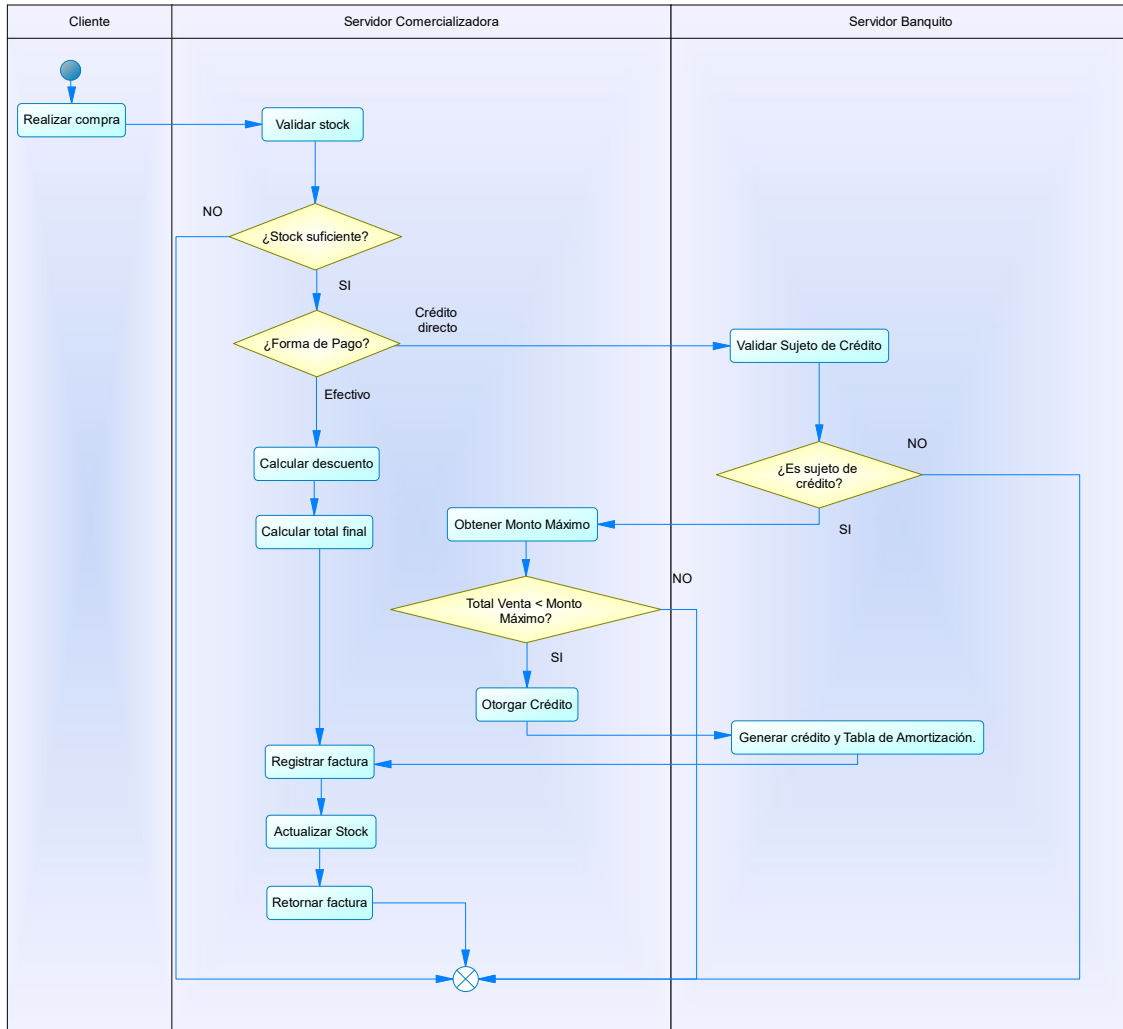 Cliente
Servidor Comercializadora
Servidor Banquito
Realizar compra
Validar stock
NO
¿Stock suficiente?
SI
Crédito
directo
¿Forma de Pago?
Validar Sujeto de Crédito
Efectivo
NO
¿Es sujeto de
crédito?
Calcular descuento
Calcular total final
Obtener Monto Máximo
SI
NO
Total Venta < Monto
Máximo?
SI
Otorgar Crédito
Generar crédito y Tabla de Amortización.
Registrar factura
Actualizar Stock
Retornar factura